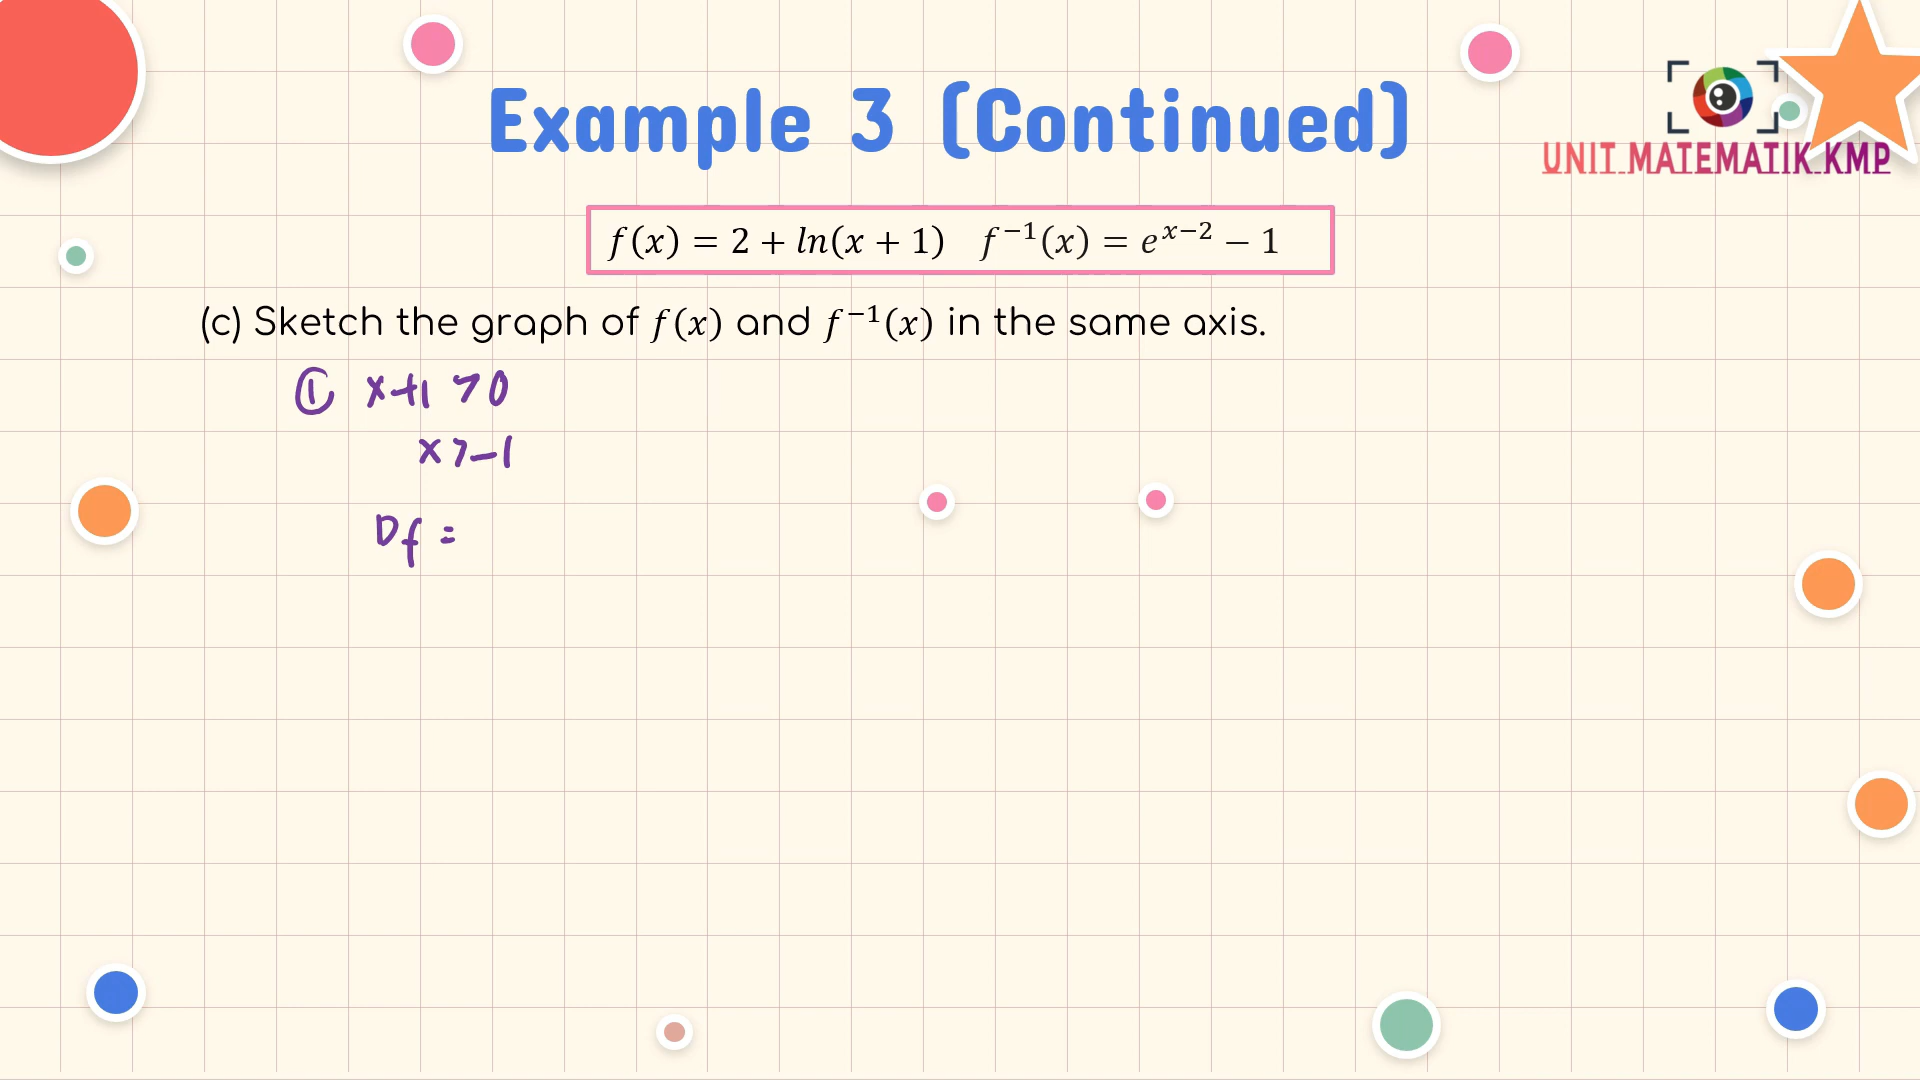 Example 3 (Continued)
UNIT MATEMATIK KMP
f(x) = 2 + ln(x + 1)   f⁻¹(x) = eˣ⁻² − 1
(c) Sketch the graph of f(x) and f⁻¹(x) in the same axis.
① x+1 > 0
x > -1
Df =